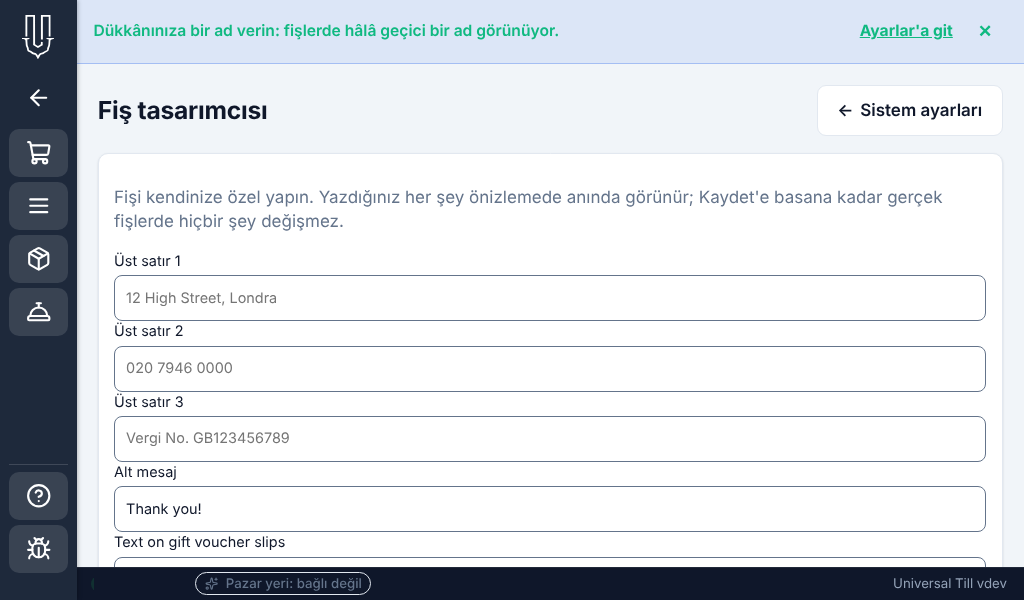 Dükkânınıza bir ad verin: fişlerde hâlâ geçici bir ad görünüyor.
Ayarlar'a git
Fiş tasarımcısı
Sistem ayarları
Fişi kendinize özel yapın. Yazdığınız her şey önizlemede anında görünür; Kaydet'e basana kadar gerçek
fişlerde hiçbir şey değişmez.
Üst satır 1
12 High Street, Londra
Üst satır 2
020 7946 0000
Üst satır 3
Vergi No. GB123456789
Alt mesaj
Thank you!
Text on gift voucher slips
Pazar yeri: bağlı değil
Universal Till vdev